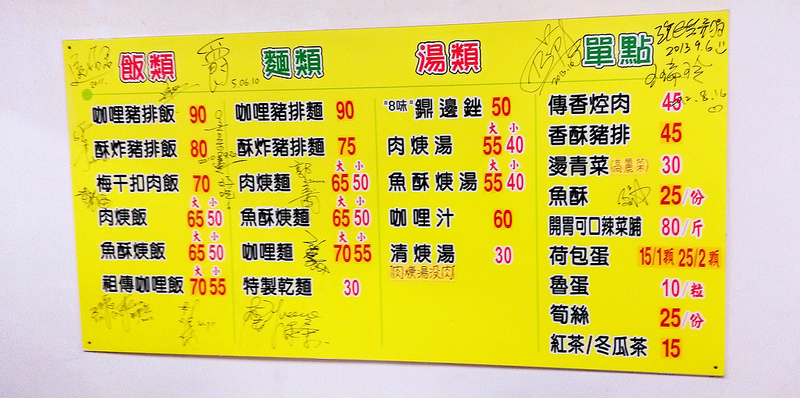 飯類
咖哩豬排飯 90
酥炸豬排飯 80
梅干扣肉飯 70
大 小
肉焿飯 65 50
大 小
魚酥焿飯 65 50
大 小
祖傳咖哩飯 70 55
麵類
咖哩豬排麵 90
酥炸豬排麵 75
大 小
肉焿麵 65 50
大 小
魚酥焿麵 65 50
大 小
咖哩麵 70 55
特製乾麵 30
湯類
"8味" 鼎邊銼 50
大 小
肉焿湯 55 40
大 小
魚酥焿湯 55 40
咖哩汁 60
清焿湯 30
(肉焿湯沒肉)
單點
傳香焢肉 45
香酥豬排 45
燙青菜(高麗菜) 30
魚酥 25/份
開胃可口辣菜脯 80/斤
荷包蛋 15/1顆 25/2顆
魯蛋 10/粒
筍絲 25/份
紅茶/冬瓜茶 15
2011.
5.06.10
2013.9.6